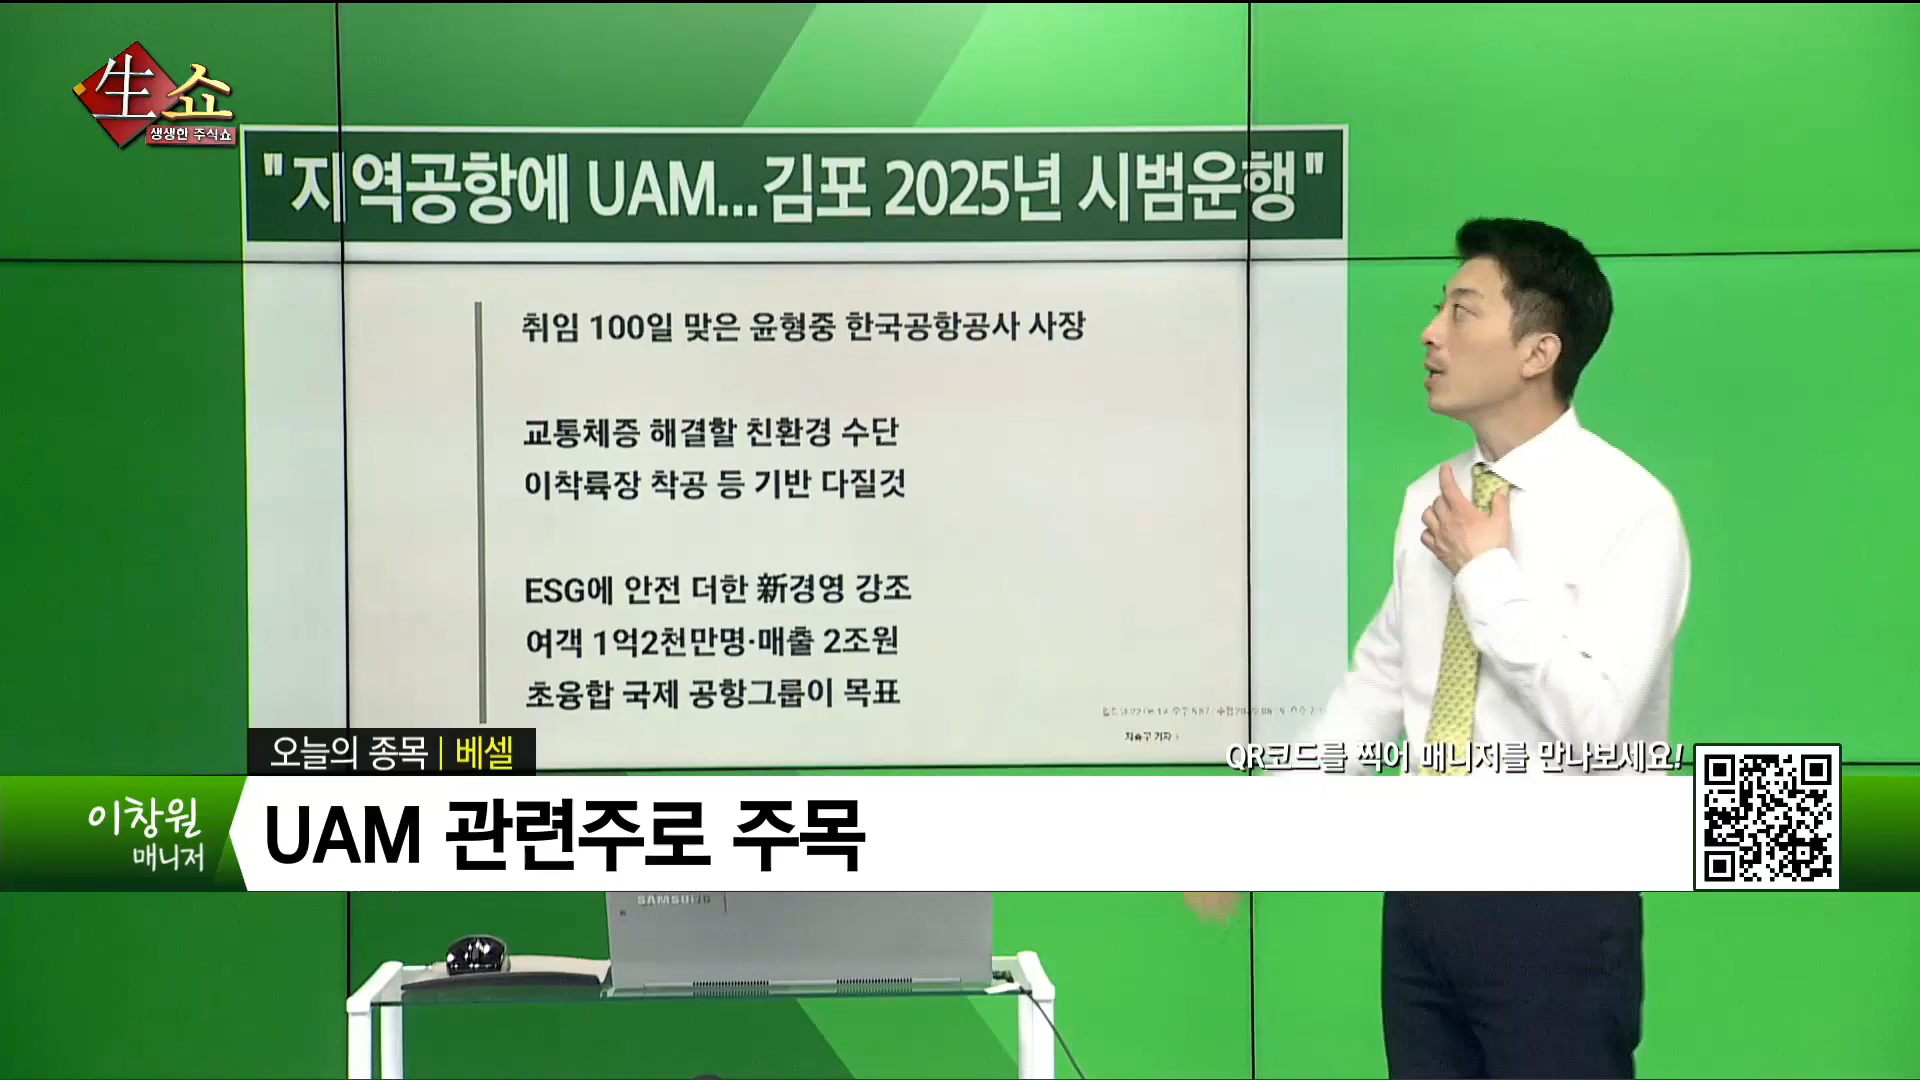 生쇼
생생한 주식쇼
"지역공항에 UAM...김포 2025년 시범운행"
취임 100일 맞은 윤형중 한국공항공사 사장
교통체증 해결할 친환경 수단
이착륙장 착공 등 기반 다질것
ESG에 안전 더한 新경영 강조
여객 1억2천만명·매출 2조원
초융합 국제 공항그룹이 목표
기자
오늘의 종목 | 베셀
QR코드를 찍어 매니저를 만나보세요!
이창원
매니저
UAM 관련주로 주목
SAMSUNG